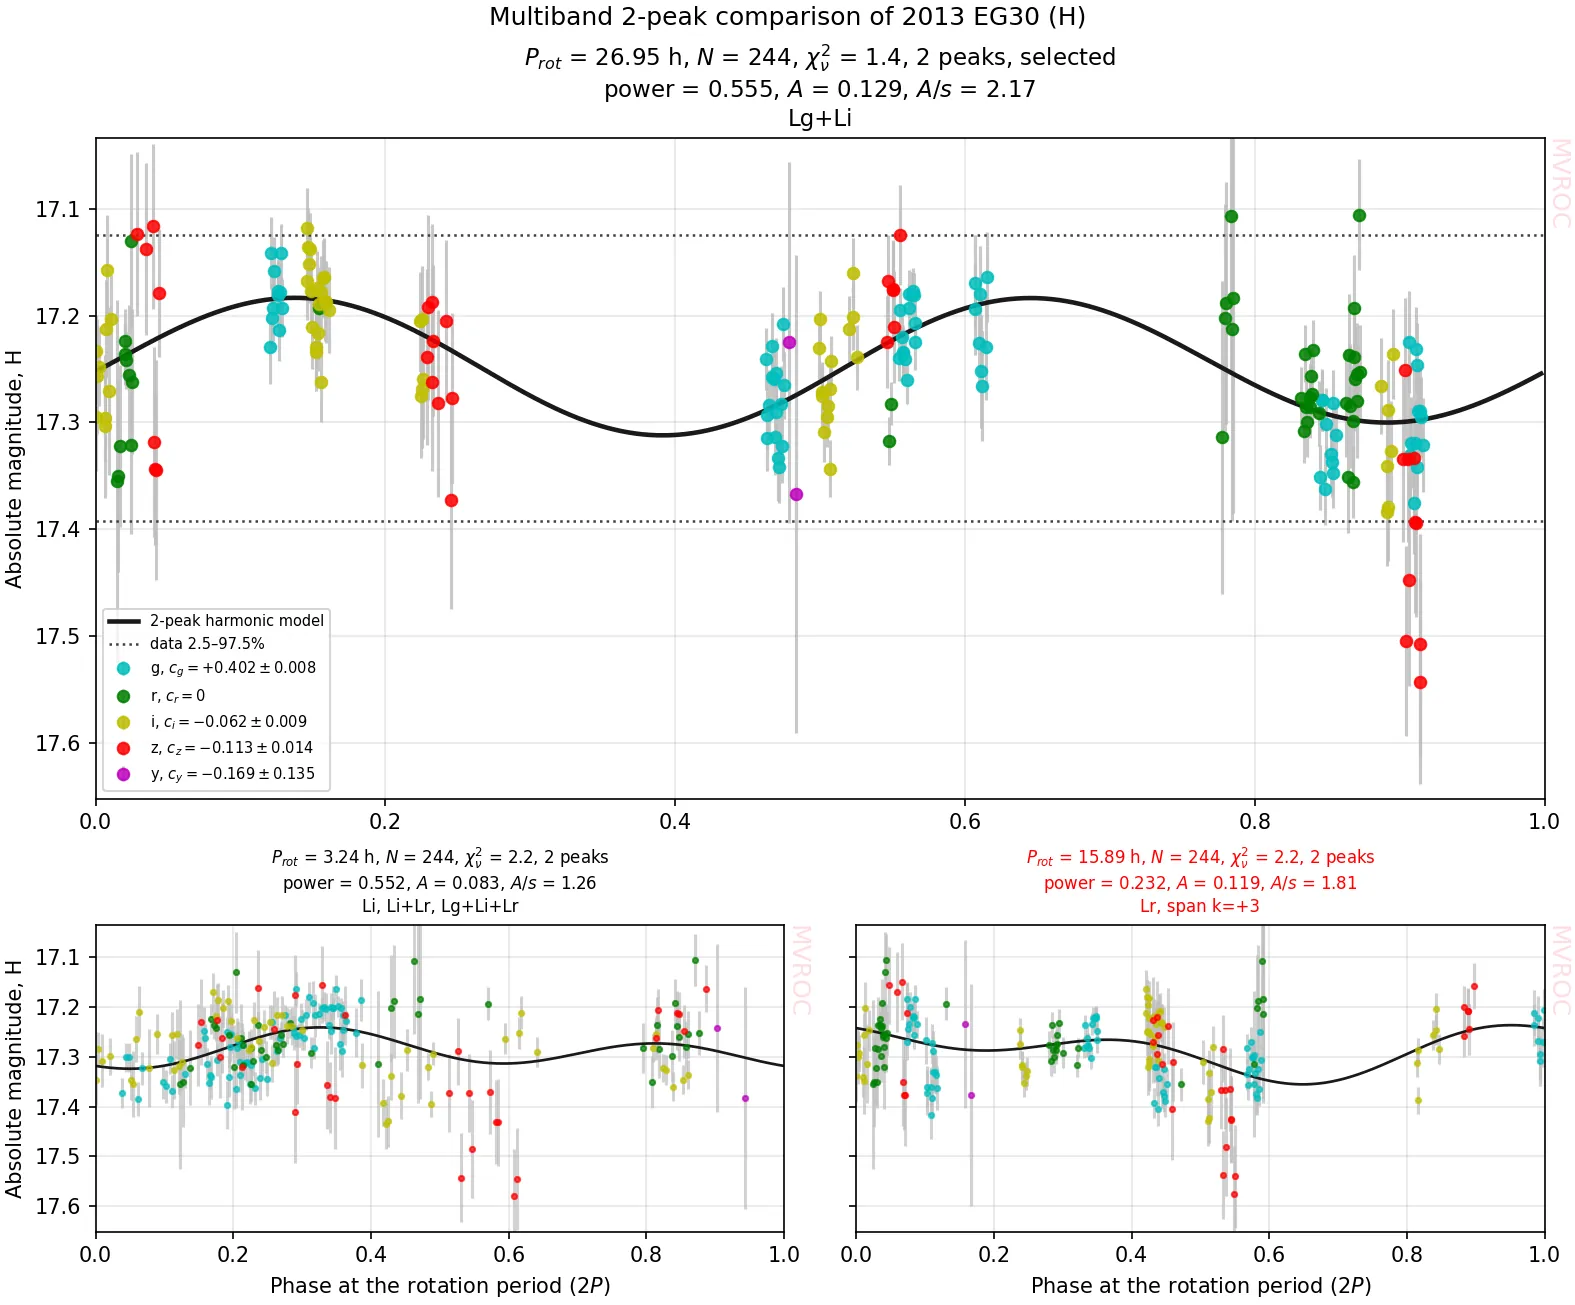 Multiband 2-peak comparison of 2013 EG30 (H)
P_rot = 26.95 h, N = 244, χ²_ν = 1.4, 2 peaks, selected
power = 0.555, A = 0.129, A/s = 2.17
Lg+Li
MVROC
Absolute magnitude, H
17.1
17.2
17.3
17.4
17.5
17.6
2-peak harmonic model
data 2.5–97.5%
g, c_g = +0.402 ± 0.008
r, c_r = 0
i, c_i = −0.062 ± 0.009
z, c_z = −0.113 ± 0.014
y, c_y = −0.169 ± 0.135
0.0 0.2 0.4 0.6 0.8 1.0
P_rot = 3.24 h, N = 244, χ²_ν = 2.2, 2 peaks
power = 0.552, A = 0.083, A/s = 1.26
Li, Li+Lr, Lg+Li+Lr
MVROC
Absolute magnitude, H
17.1
17.2
17.3
17.4
17.5
17.6
0.0 0.2 0.4 0.6 0.8 1.0
Phase at the rotation period (2P)
P_rot = 15.89 h, N = 244, χ²_ν = 2.2, 2 peaks
power = 0.232, A = 0.119, A/s = 1.81
Lr, span k=+3
MVROC
0.0 0.2 0.4 0.6 0.8 1.0
Phase at the rotation period (2P)